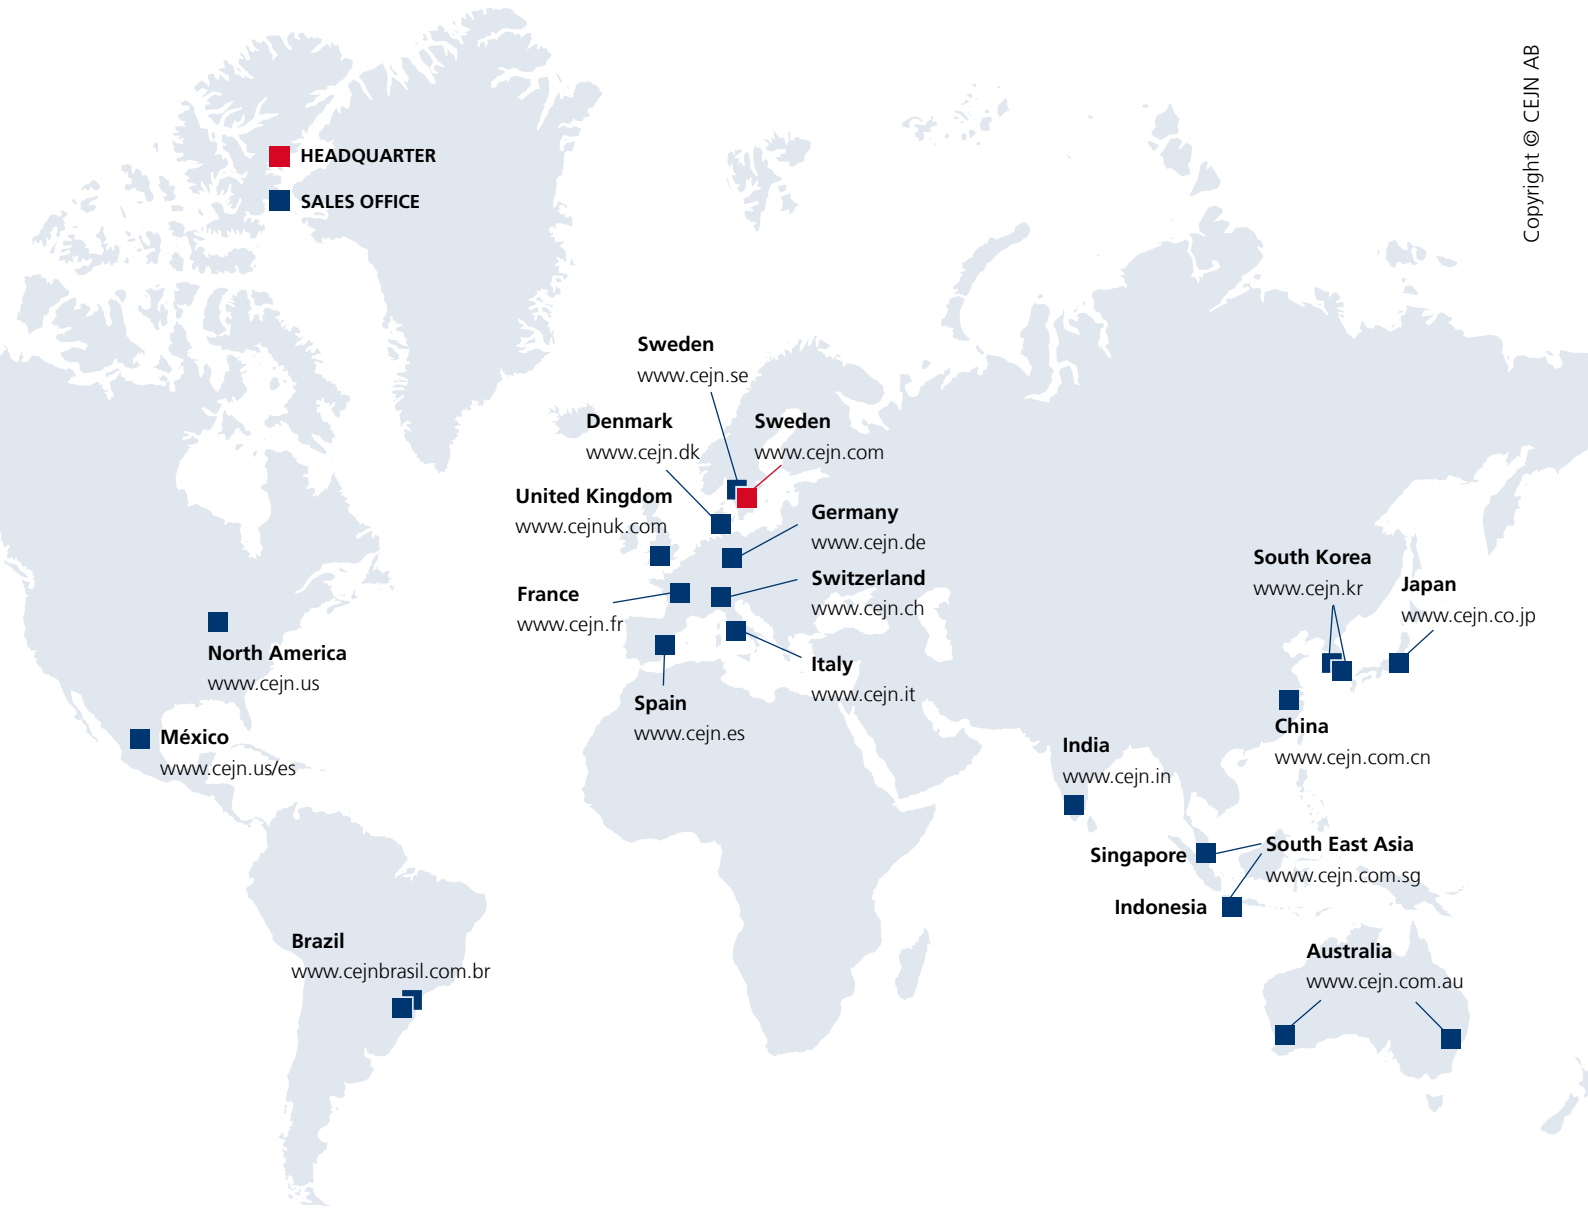 Copyright © CEJN AB
HEADQUARTER
SALES OFFICE
Sweden
www.cejn.se
Denmark
www.cejn.dk
Sweden
www.cejn.com
United Kingdom
www.cejnuk.com
Germany
www.cejn.de
Switzerland
www.cejn.ch
France
www.cejn.fr
Italy
www.cejn.it
Spain
www.cejn.es
South Korea
www.cejn.kr
Japan
www.cejn.co.jp
North America
www.cejn.us
México
www.cejn.us/es
China
www.cejn.com.cn
India
www.cejn.in
Singapore
South East Asia
www.cejn.com.sg
Indonesia
Brazil
www.cejnbrasil.com.br
Australia
www.cejn.com.au